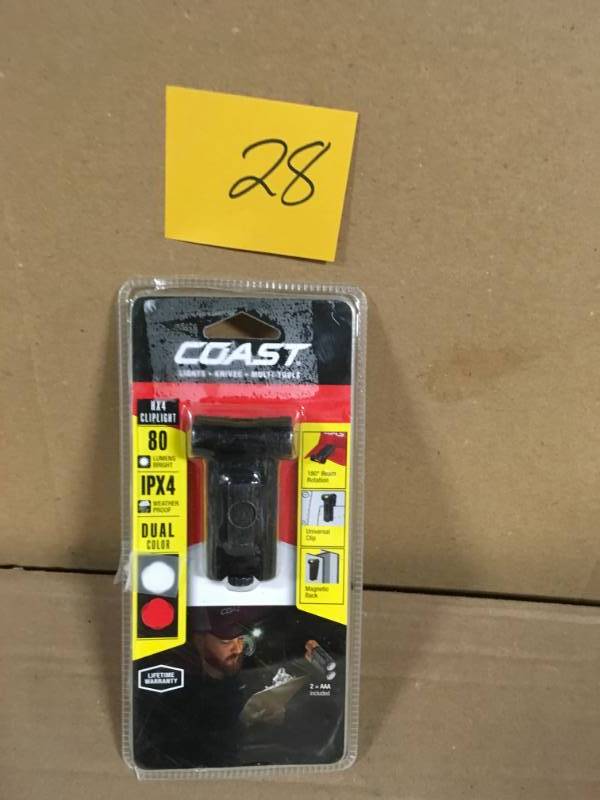 28
COAST
LIGHTS • KNIVES • MULTI-TOOLS
HX4
CLIPLIGHT
80
LUMENS
BRIGHT
IPX4
WEATHER
PROOF
DUAL
COLOR
180° Beam
Rotation
Universal
Clip
Magnetic
Back
LIFETIME
WARRANTY
2 x AAA
included